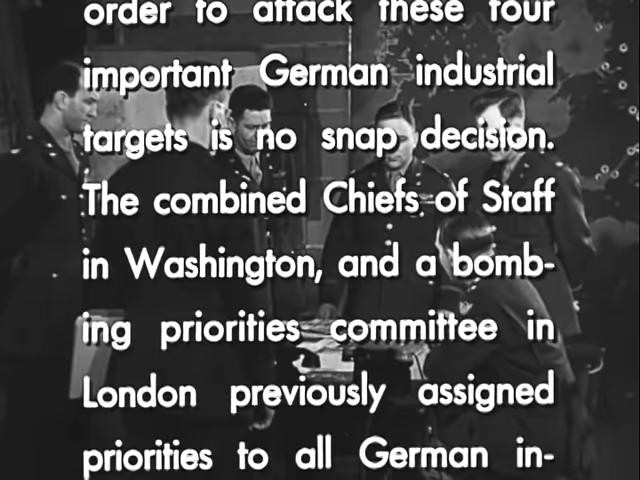 order to attack these four
important German industrial
targets is no snap decision.
The combined Chiefs of Staff
in Washington, and a bomb-
ing priorities committee in
London previously assigned
priorities to all German in-